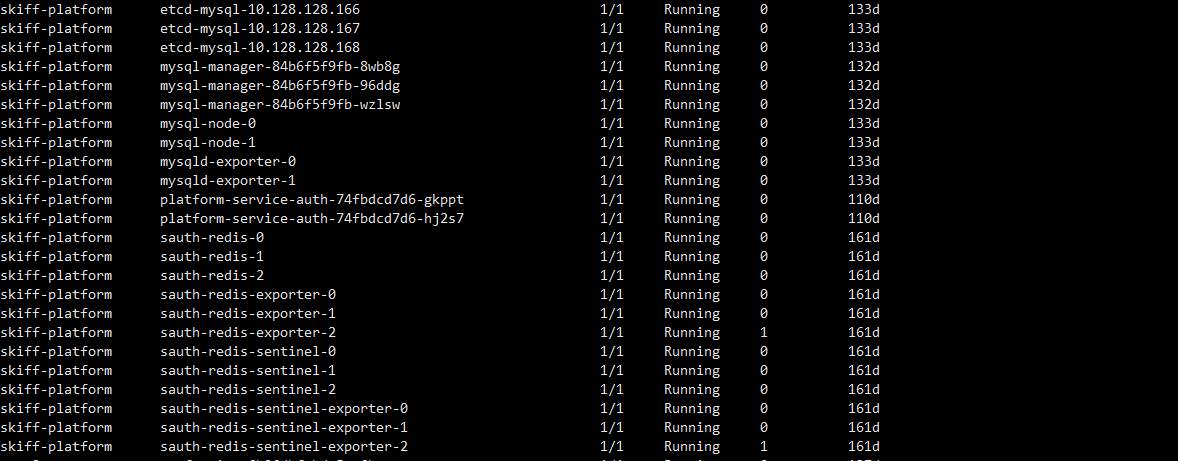 skiff-platform etcd-mysql-10.128.128.166 1/1 Running 0 133d
skiff-platform etcd-mysql-10.128.128.167 1/1 Running 0 133d
skiff-platform etcd-mysql-10.128.128.168 1/1 Running 0 133d
skiff-platform mysql-manager-84b6f5f9fb-8wb8g 1/1 Running 0 132d
skiff-platform mysql-manager-84b6f5f9fb-96ddg 1/1 Running 0 132d
skiff-platform mysql-manager-84b6f5f9fb-wzlsw 1/1 Running 0 132d
skiff-platform mysql-node-0 1/1 Running 0 133d
skiff-platform mysql-node-1 1/1 Running 0 133d
skiff-platform mysqld-exporter-0 1/1 Running 0 133d
skiff-platform mysqld-exporter-1 1/1 Running 0 133d
skiff-platform platform-service-auth-74fbdcd7d6-gkppt 1/1 Running 0 110d
skiff-platform platform-service-auth-74fbdcd7d6-hj2s7 1/1 Running 0 110d
skiff-platform sauth-redis-0 1/1 Running 0 161d
skiff-platform sauth-redis-1 1/1 Running 0 161d
skiff-platform sauth-redis-2 1/1 Running 0 161d
skiff-platform sauth-redis-exporter-0 1/1 Running 0 161d
skiff-platform sauth-redis-exporter-1 1/1 Running 0 161d
skiff-platform sauth-redis-exporter-2 1/1 Running 1 161d
skiff-platform sauth-redis-sentinel-0 1/1 Running 0 161d
skiff-platform sauth-redis-sentinel-1 1/1 Running 0 161d
skiff-platform sauth-redis-sentinel-2 1/1 Running 0 161d
skiff-platform sauth-redis-sentinel-exporter-0 1/1 Running 0 161d
skiff-platform sauth-redis-sentinel-exporter-1 1/1 Running 0 161d
skiff-platform sauth-redis-sentinel-exporter-2 1/1 Running 1 161d